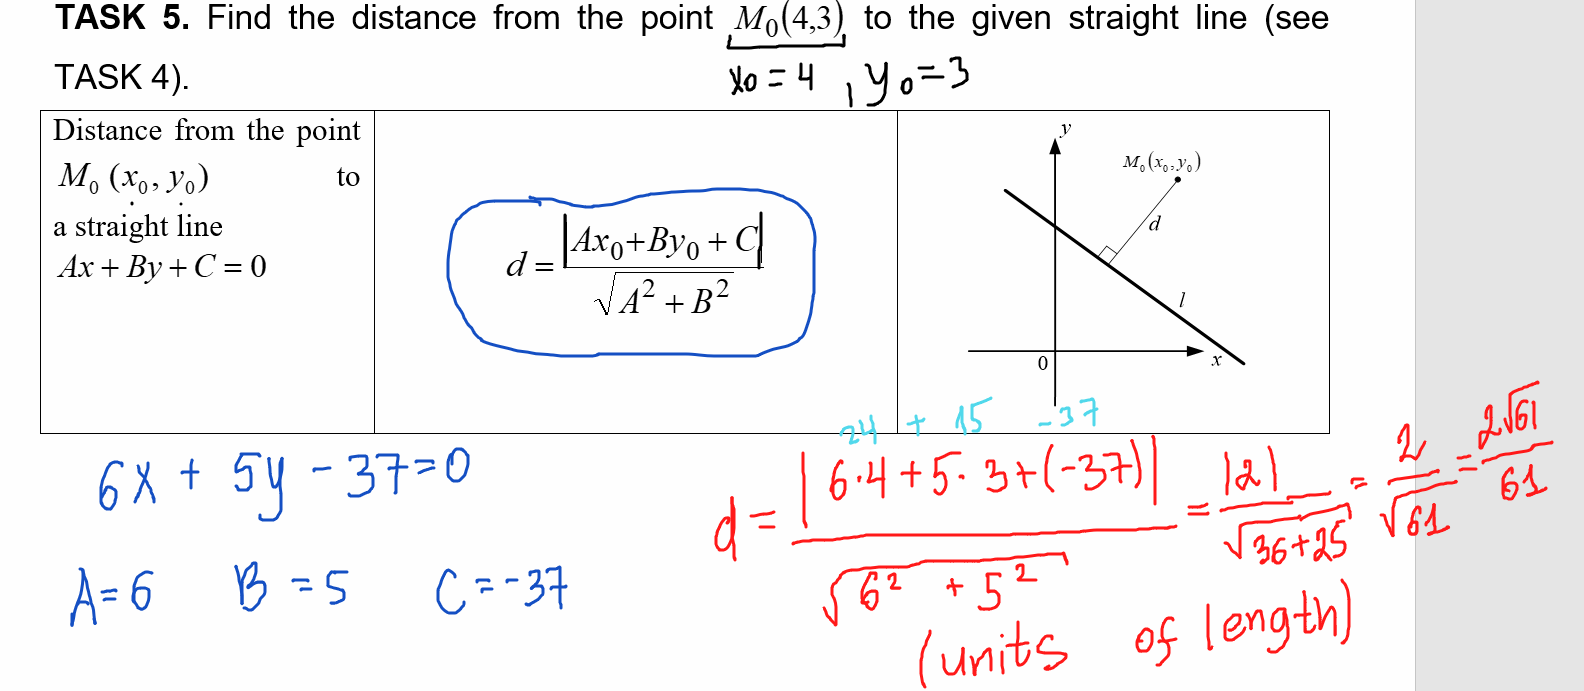 TASK 5. Find the distance from the point M₀(4,3) to the given straight line (see
TASK 4).
x₀ = 4 , y₀ = 3
Distance from the point
M₀ (x₀, y₀) to
a straight line
Ax + By + C = 0
d = |Ax₀+By₀ + C| / √(A² + B²)
y
M₀(x₀,y₀)
d
l
0
x
24 + 15 -37
6x + 5y - 37=0
d = |6·4+5·3+(-37)| / √(6² + 5²) = |2| / √(36+25) = 2 / √61 = 2√61 / 61
A=6 B =5 C =-37
(units of length)